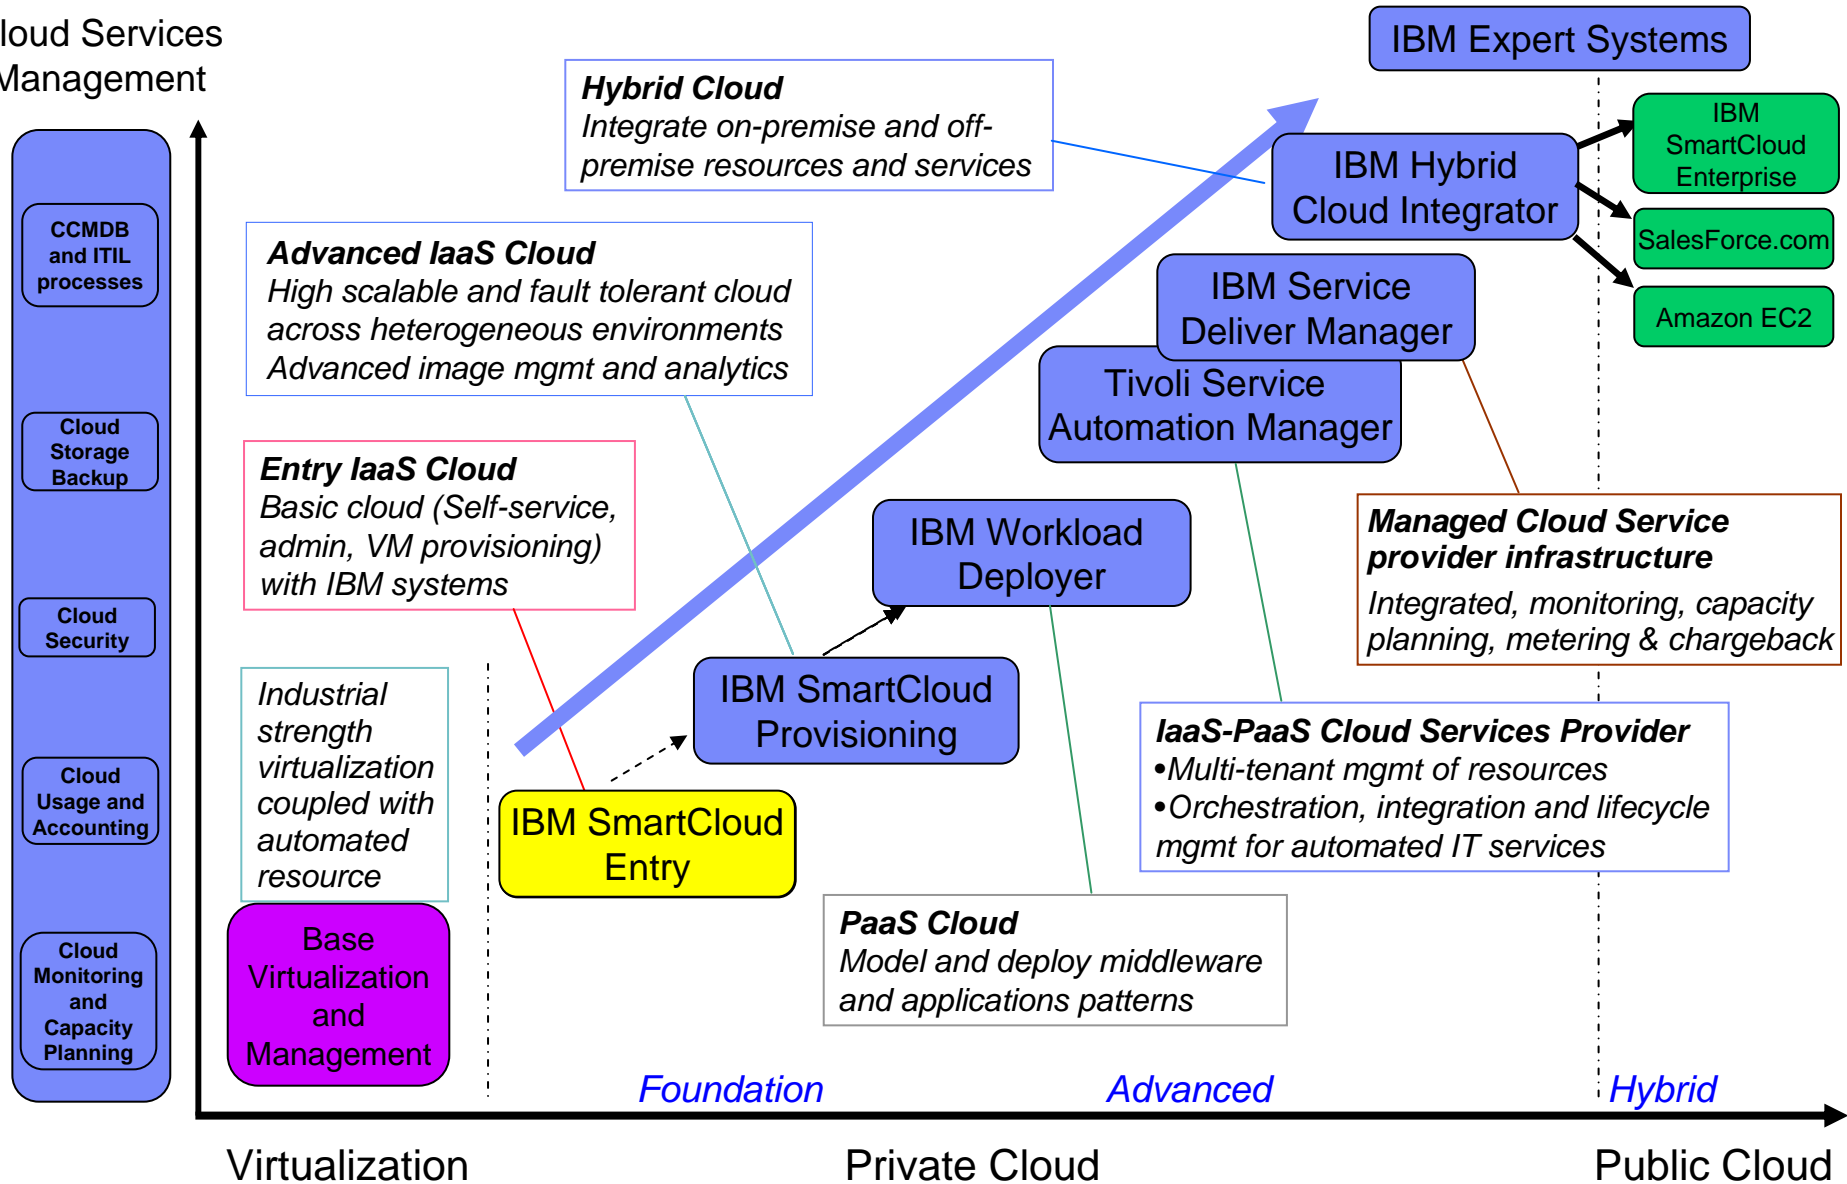 loud Services
Management
CCMDB
and ITIL
processes
Cloud
Storage
Backup
Cloud
Security
Cloud
Usage and
Accounting
Cloud
Monitoring
and
Capacity
Planning
IBM Expert Systems
Hybrid Cloud
Integrate on-premise and off-
premise resources and services
IBM Hybrid
Cloud Integrator
IBM
SmartCloud
Enterprise
SalesForce.com
Amazon EC2
Advanced IaaS Cloud
High scalable and fault tolerant cloud
across heterogeneous environments
Advanced image mgmt and analytics
IBM Service
Deliver Manager
Tivoli Service
Automation Manager
Entry IaaS Cloud
Basic cloud (Self-service,
admin, VM provisioning)
with IBM systems
IBM Workload
Deployer
Managed Cloud Service
provider infrastructure
Integrated, monitoring, capacity
planning, metering & chargeback
Industrial
strength
virtualization
coupled with
automated
resource
IBM SmartCloud
Provisioning
IaaS-PaaS Cloud Services Provider
•Multi-tenant mgmt of resources
•Orchestration, integration and lifecycle
mgmt for automated IT services
IBM SmartCloud
Entry
Base
Virtualization
and
Management
PaaS Cloud
Model and deploy middleware
and applications patterns
Foundation
Advanced
Hybrid
Virtualization
Private Cloud
Public Cloud